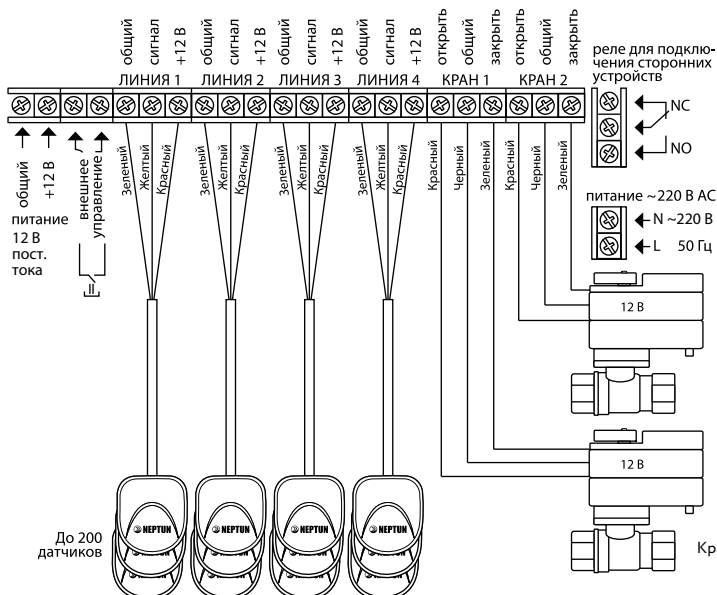 общий
сигнал
+12 В
общий
сигнал
+12 В
общий
сигнал
+12 В
общий
сигнал
+12 В
открыть
общий
закрыть
открыть
общий
закрыть
ЛИНИЯ 1
ЛИНИЯ 2
ЛИНИЯ 3
ЛИНИЯ 4
КРАН 1
КРАН 2
реле для подклю-
чения сторонних
устройств
NC
NO
общий
+12 В
питание
12 В
пост.
тока
внешнее
управление
Зеленый
Желтый
Красный
Зеленый
Желтый
Красный
Зеленый
Желтый
Красный
Зеленый
Желтый
Красный
Красный
Черный
Зеленый
Красный
Черный
Зеленый
питание ~220 В AC
N ~220 В
L 50 Гц
12 В
12 В
До 200
датчиков
NEPTUN
NEPTUN
NEPTUN
NEPTUN
Кр